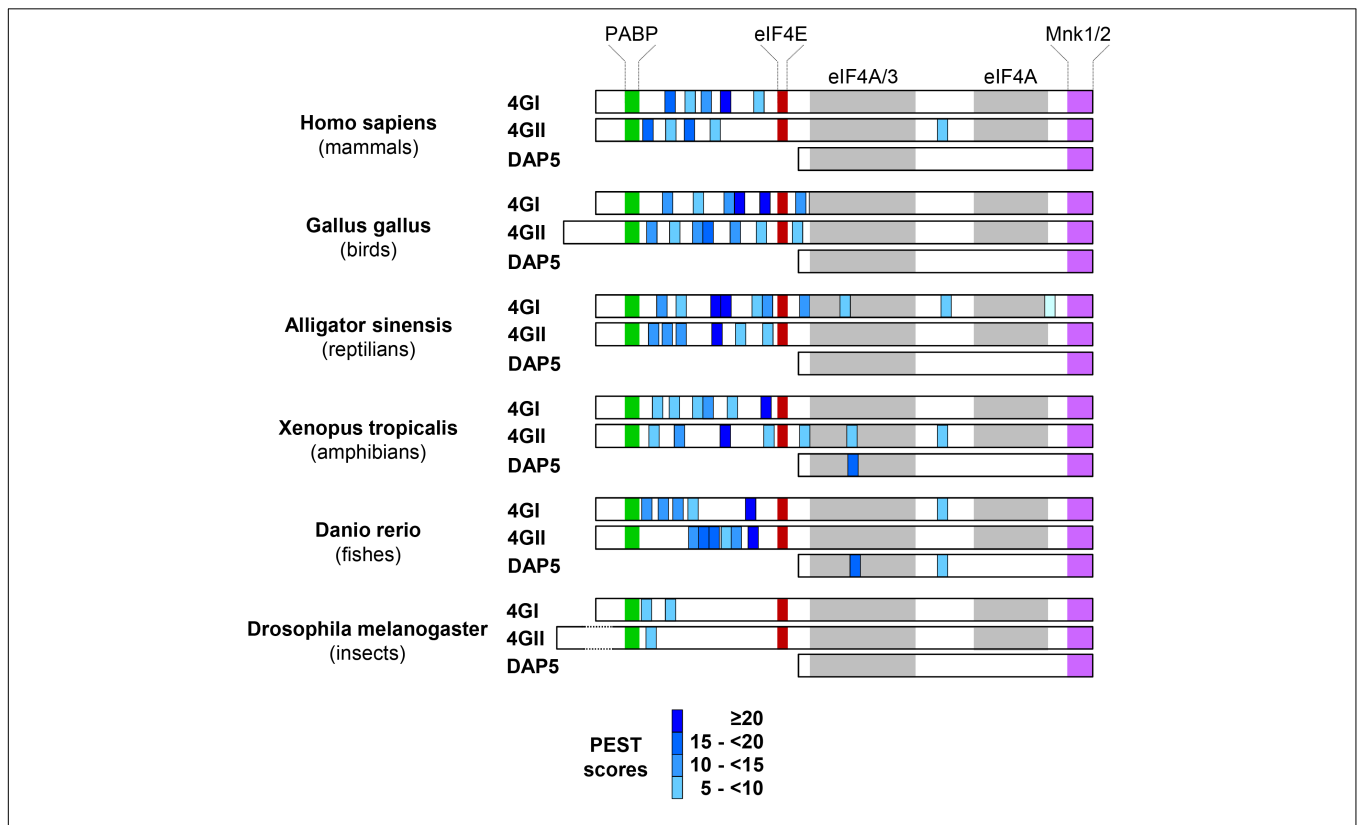 PABP eIF4E Mnk1/2
eIF4A/3 eIF4A
Homo sapiens
(mammals)
4GI
4GII
DAP5
Gallus gallus
(birds)
4GI
4GII
DAP5
Alligator sinensis
(reptilians)
4GI
4GII
DAP5
Xenopus tropicalis
(amphibians)
4GI
4GII
DAP5
Danio rerio
(fishes)
4GI
4GII
DAP5
Drosophila melanogaster
(insects)
4GI
4GII
DAP5
PEST
scores
≥20
15 - <20
10 - <15
5 - <10